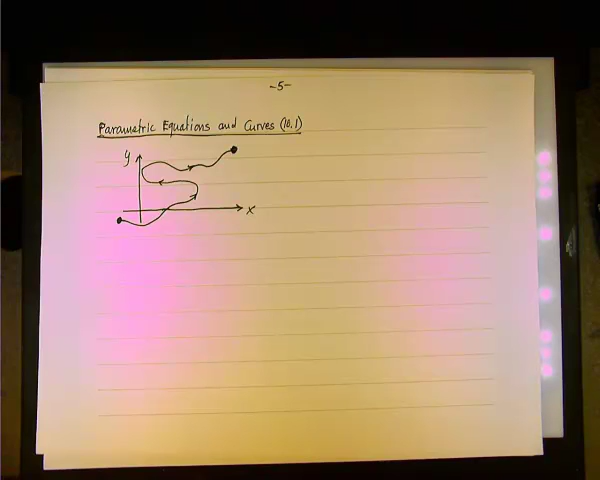 -5-
Parametric Equations and Curves (10.1)
y
x